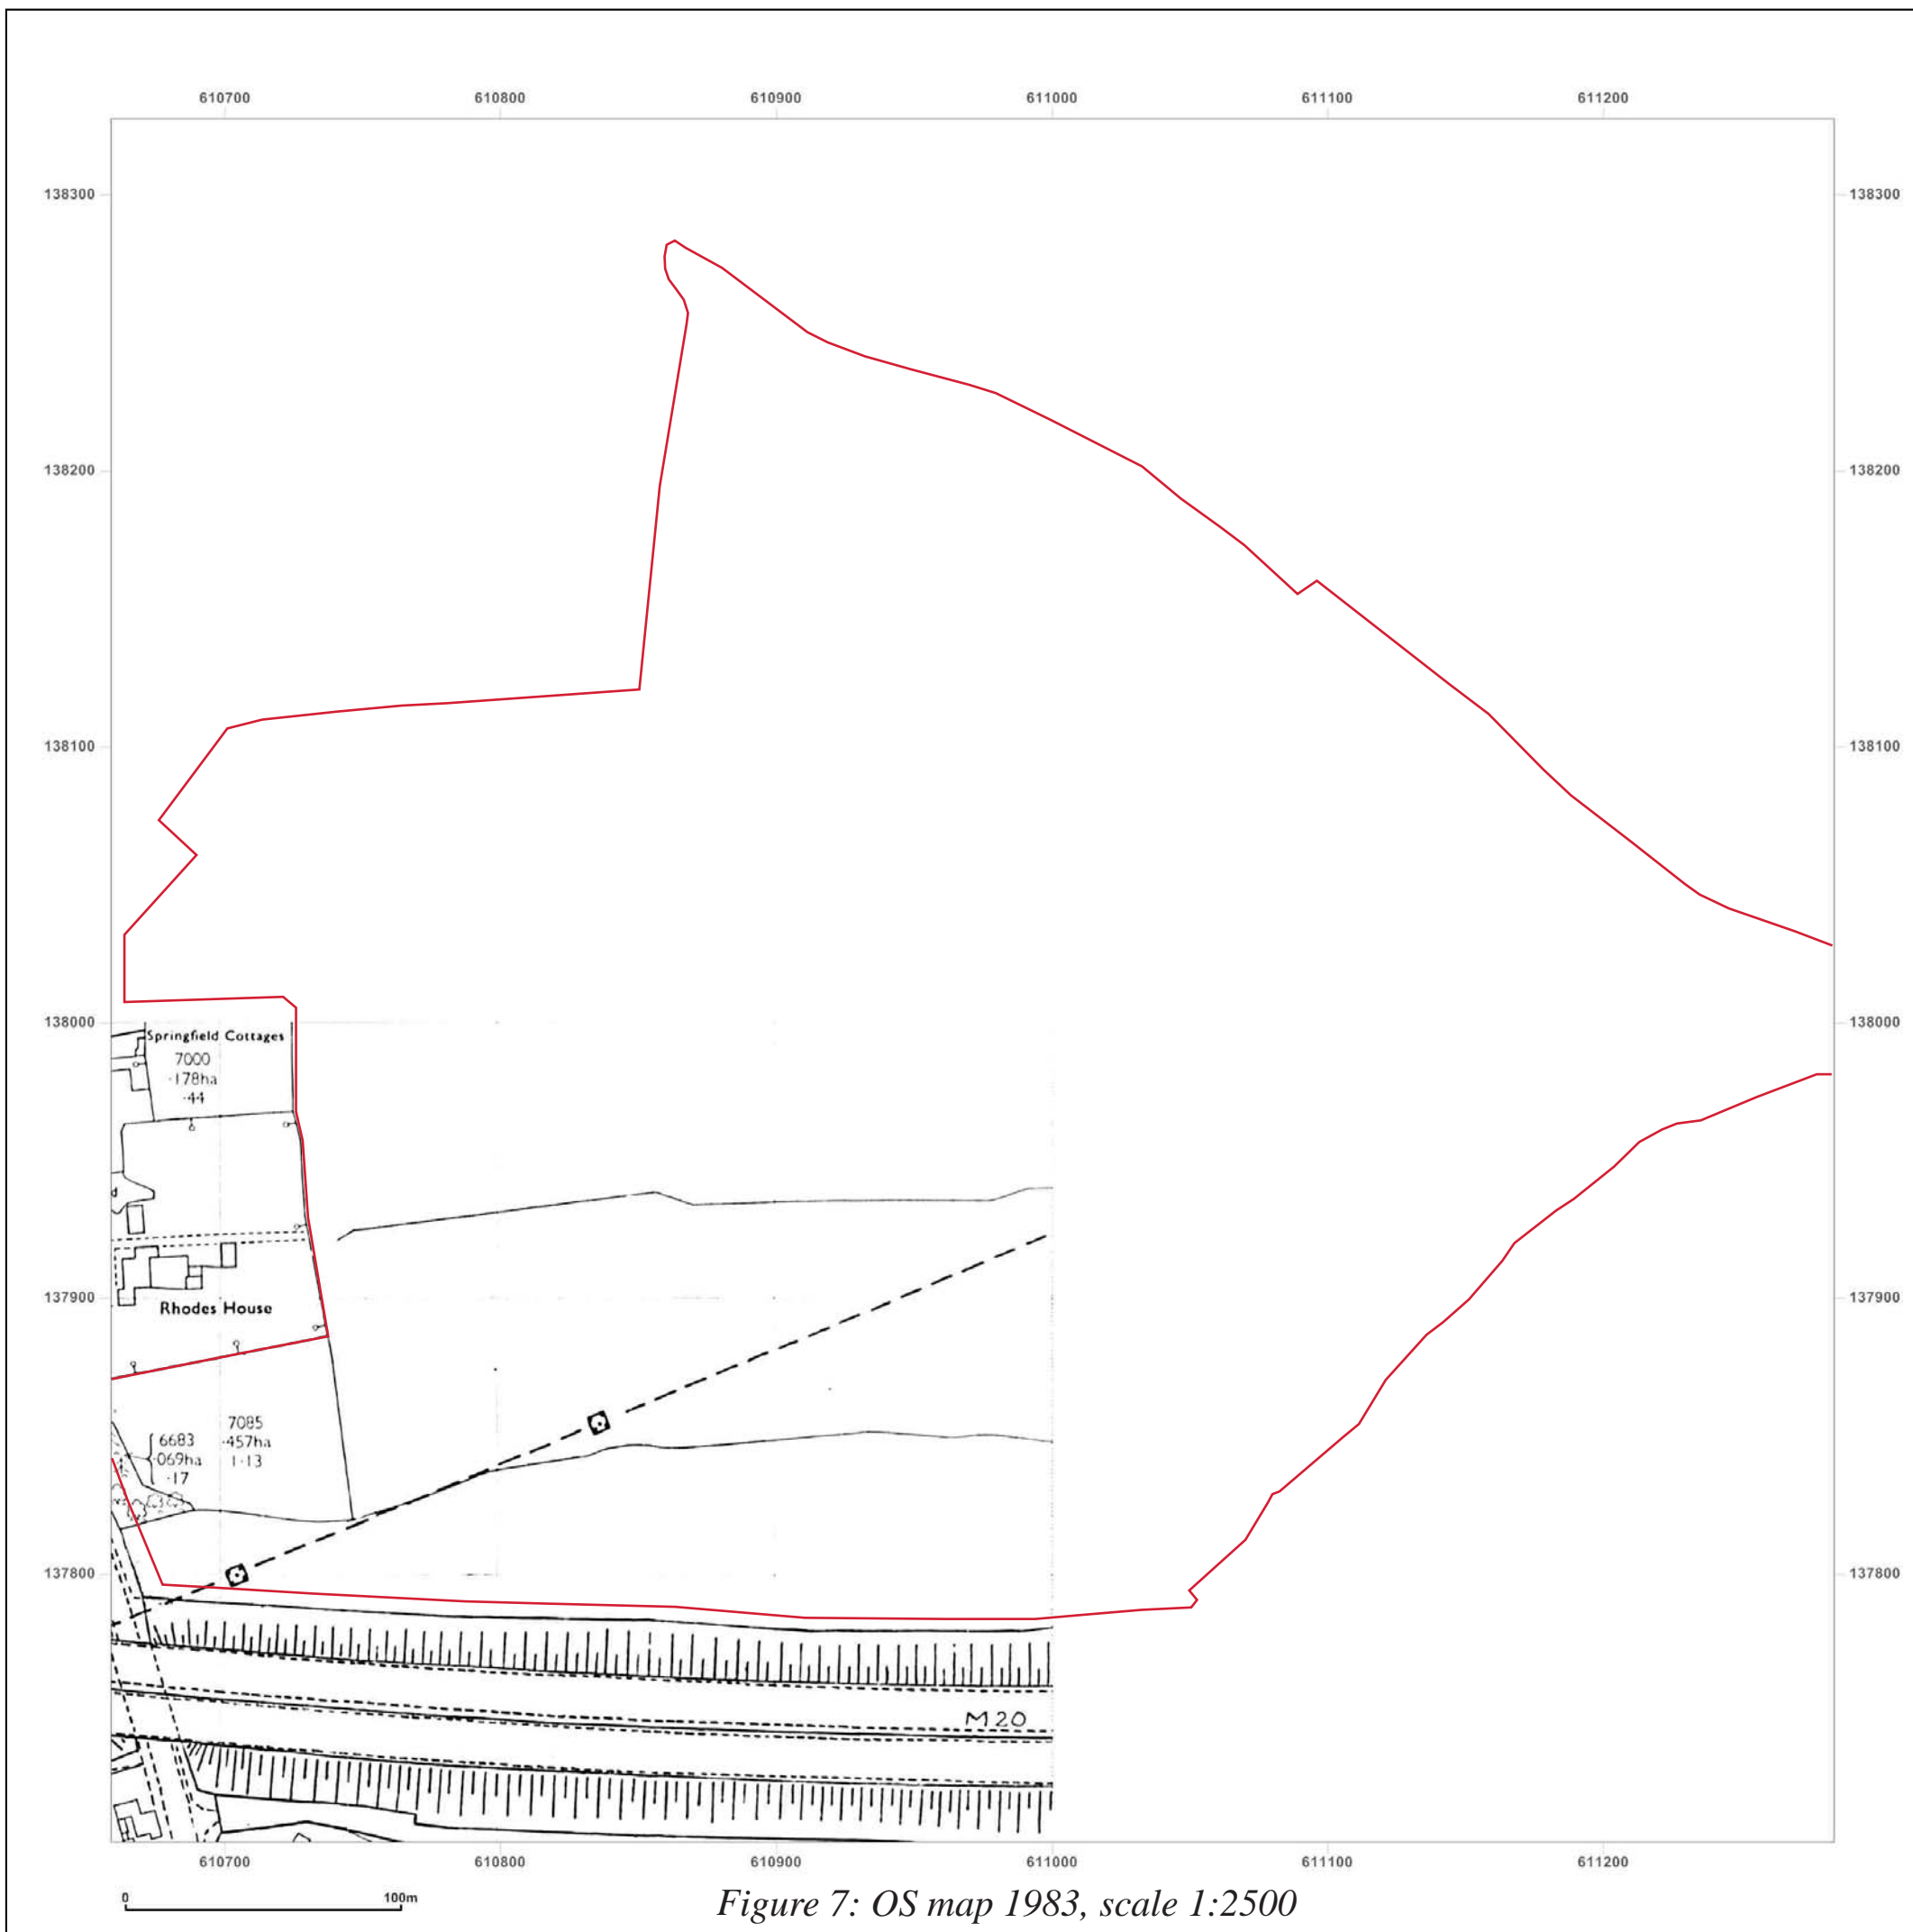 610700 610800 610900 611000 611100 611200
138300 138300
138200 138200
138100 138100
138000 138000
Springfield Cottages
7000
·178ha
·44
d
137900 137900
Rhodes House
7085
·457ha
1·13
6683
·069ha
·17
137800 137800
M20
610700 610800 610900 611000 611100 611200
0 100m
Figure 7: OS map 1983, scale 1:2500